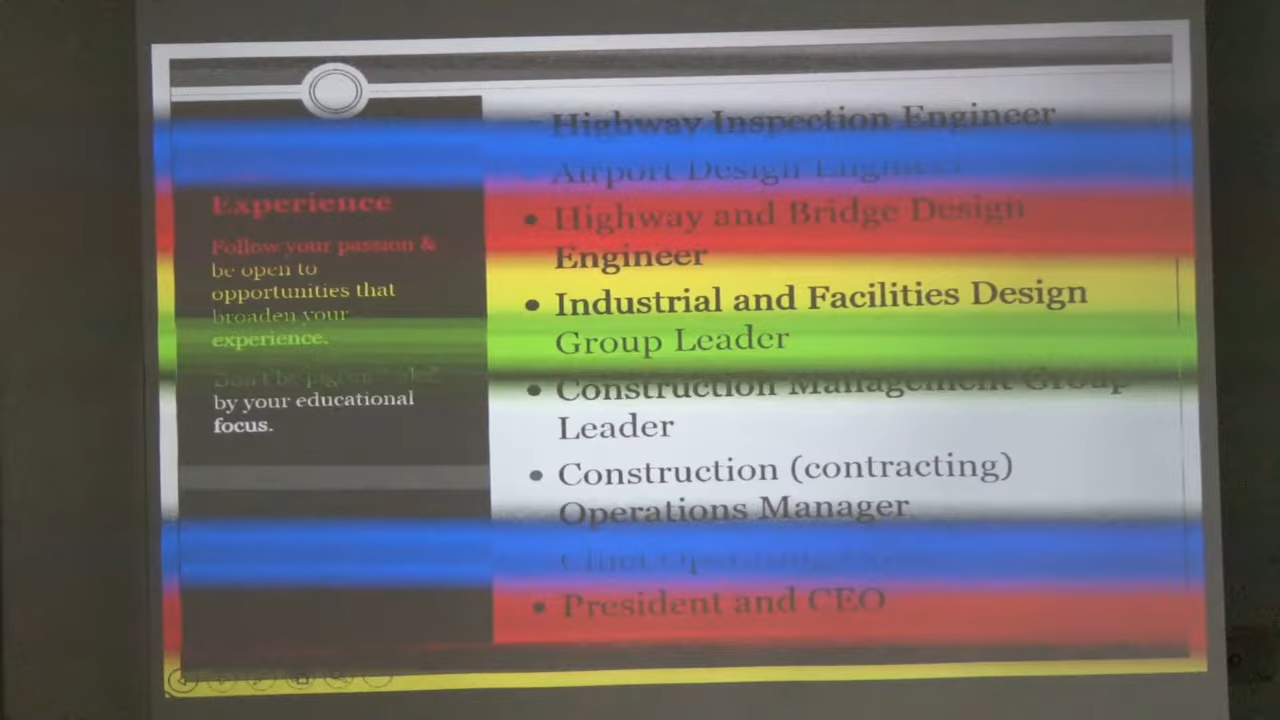 Experience
Follow your passion &
be open to
opportunities that
broaden your
experience.
Don't be
by your educational
focus.
Highway Inspection Engineer
Airport Design Engineer
• Highway and Bridge Design
Engineer
• Industrial and Facilities Design
Group Leader
• Construction Management Group
Leader
• Construction (contracting)
Operations Manager
• President and CEO